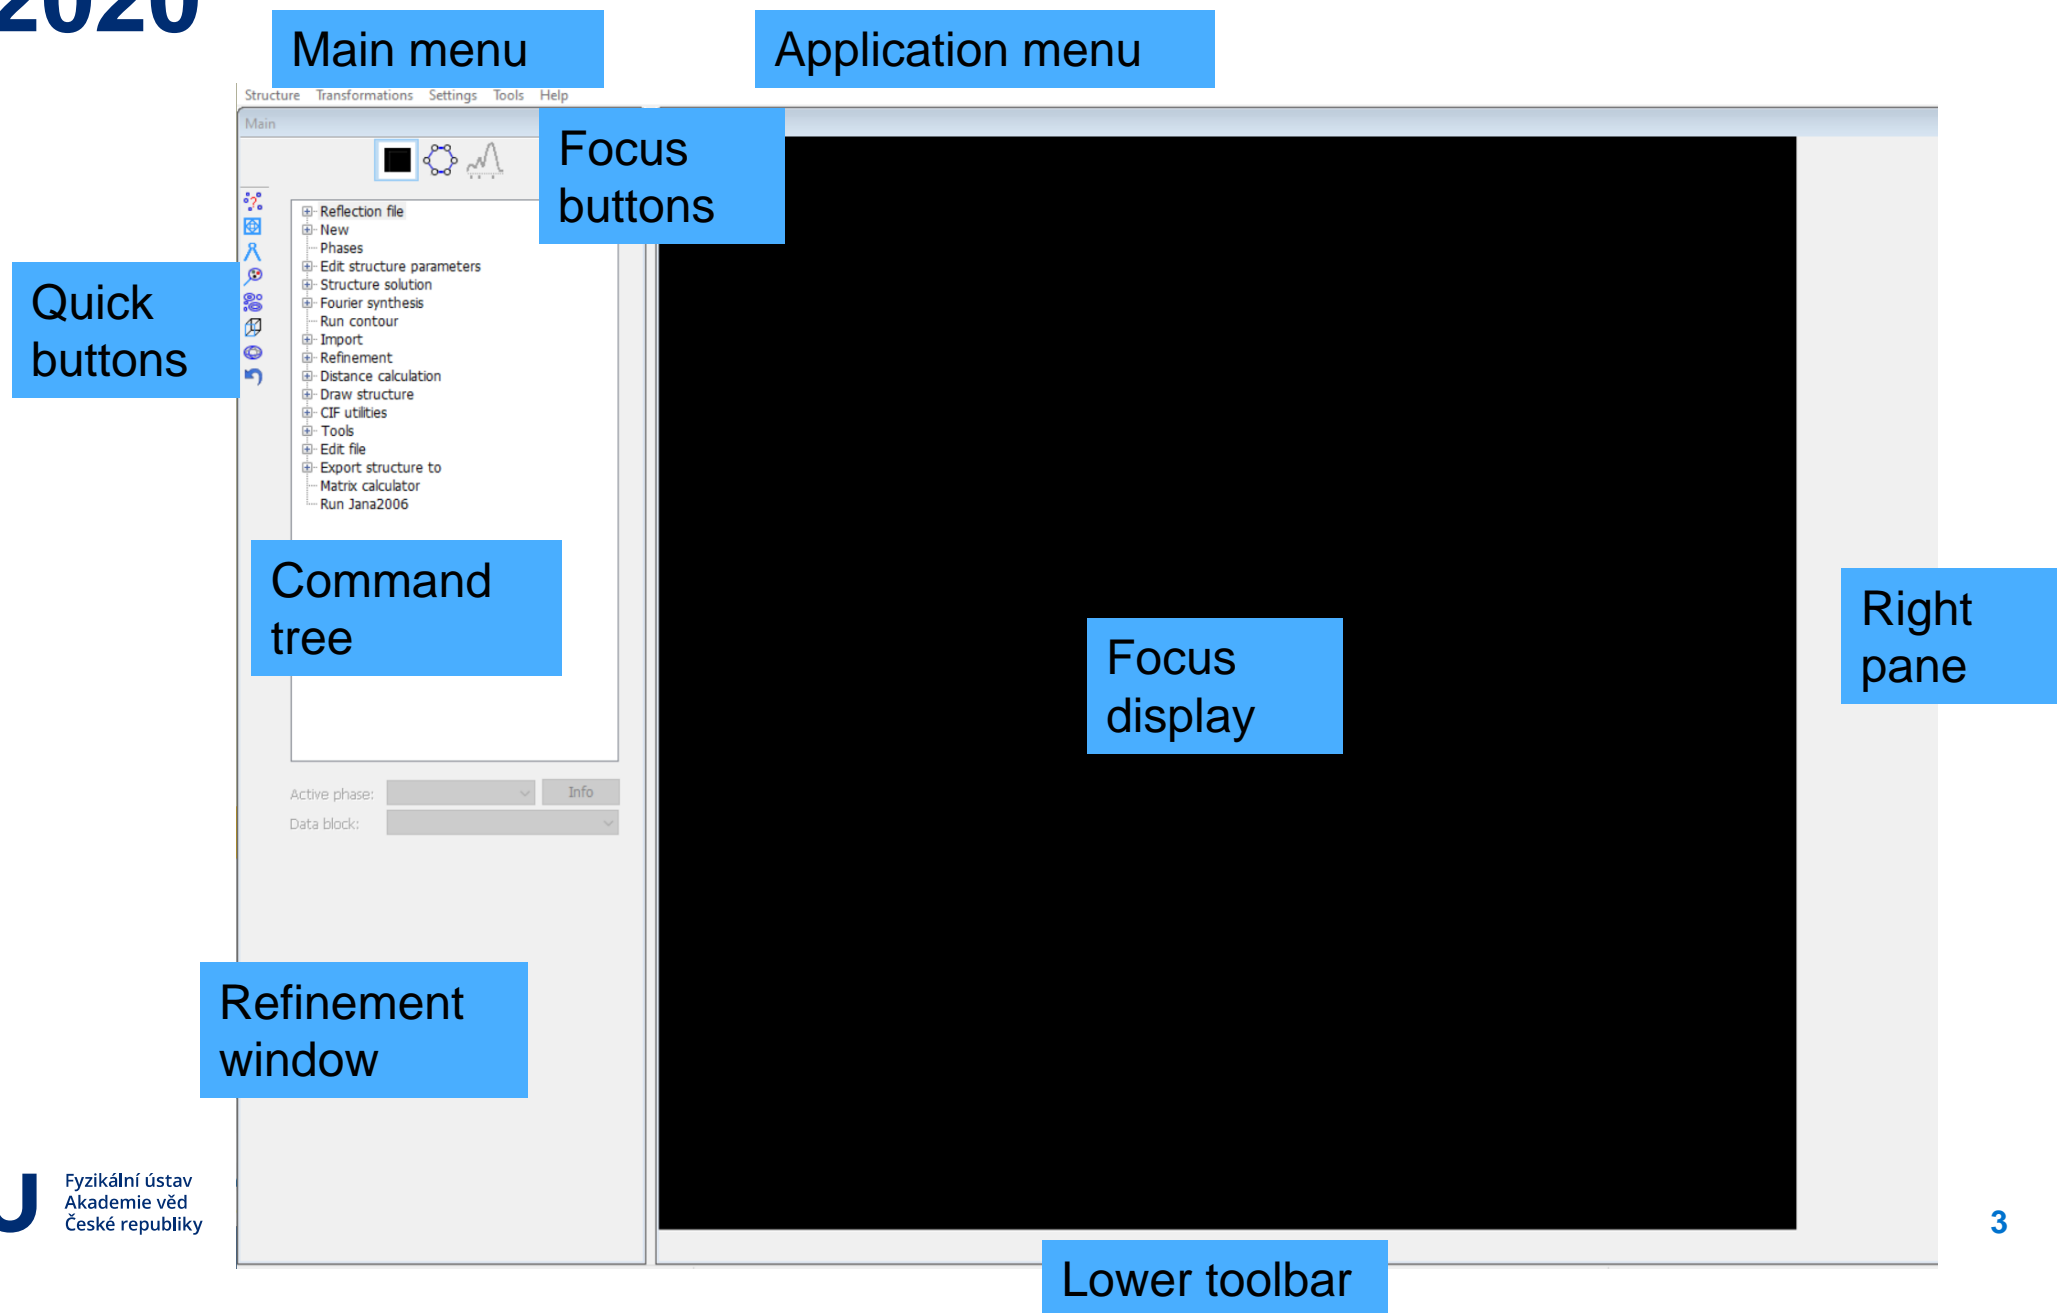 2020
Main menu
Application menu
Structure Transformations Settings Tools Help
Main
Focus
buttons
Reflection file
New
Phases
Edit structure parameters
Structure solution
Fourier synthesis
Run contour
Import
Refinement
Distance calculation
Draw structure
CIF utilities
Tools
Edit file
Export structure to
Matrix calculator
Run Jana2006
Quick
buttons
Command
tree
Focus
display
Right
pane
Active phase:
Info
Data block:
Refinement
window
U
Fyzikální ústav
Akademie věd
České republiky
3
Lower toolbar